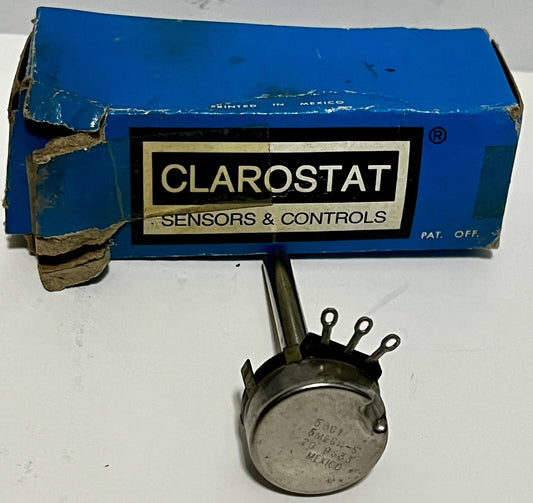 PRINTED IN MEXICO
®
CLAROSTAT
SENSORS & CONTROLS
PAT. OFF.
MEXICO